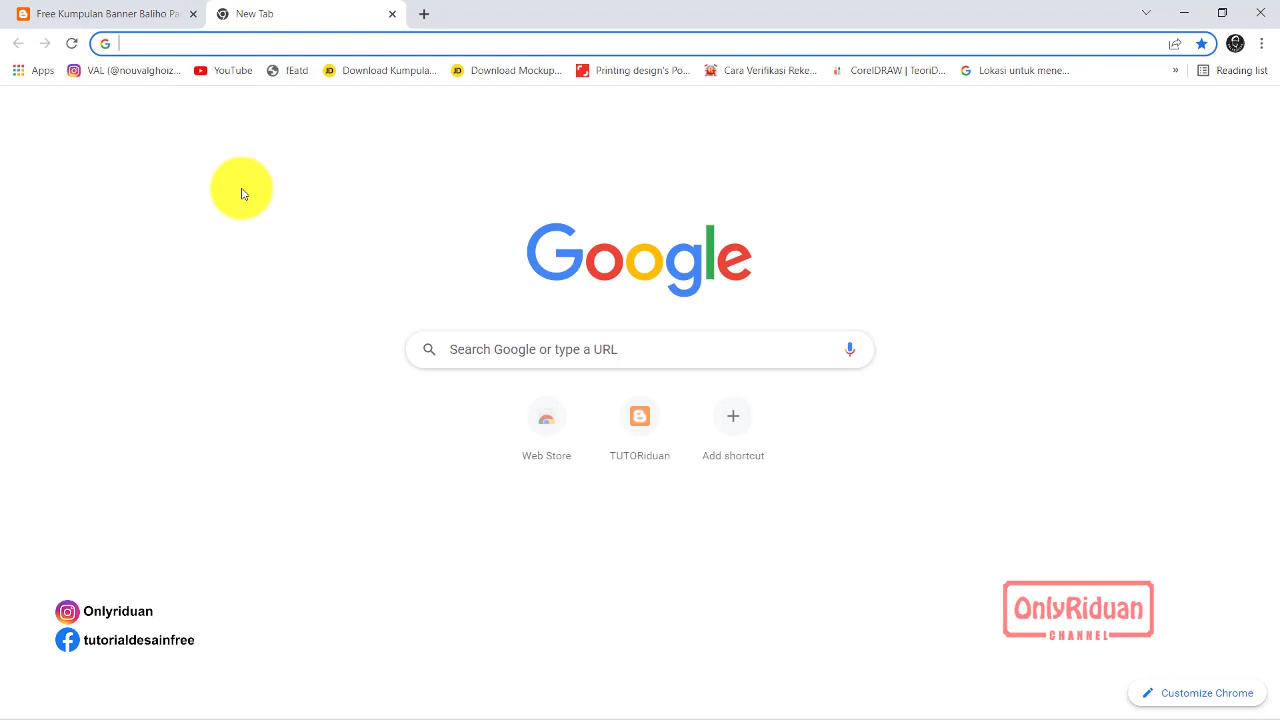 Free Kumpulan Banner Baliho Pa
New Tab
Apps
VAL (@nouvalghoiz...
YouTube
fEatd
Download Kumpula...
Download Mockup...
Printing design's Po...
Cara Verifikasi Reke...
CorelDRAW | TeoriD...
Lokasi untuk mene...
»
Reading list
Google
Search Google or type a URL
Web Store
TUTORiduan
Add shortcut
Onlyriduan
tutorialdesainfree
OnlyRiduan
CHANNEL
Customize Chrome